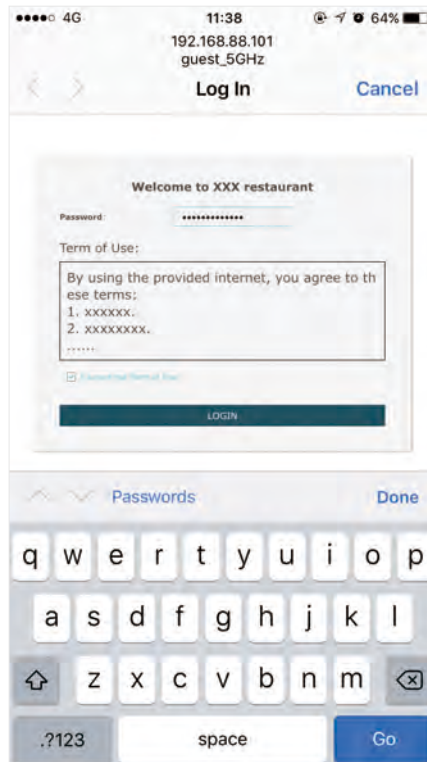 4G 11:38 64%
192.168.88.101
guest_5GHz
Log In Cancel
Welcome to XXX restaurant
Password •••••••••••••
Term of Use:
By using the provided internet, you agree to th
ese terms:
1. xxxxxx.
2. xxxxxxxx.
......
LOGIN
Passwords Done
q w e r t y u i o p
a s d f g h j k l
z x c v b n m
.?123 space Go